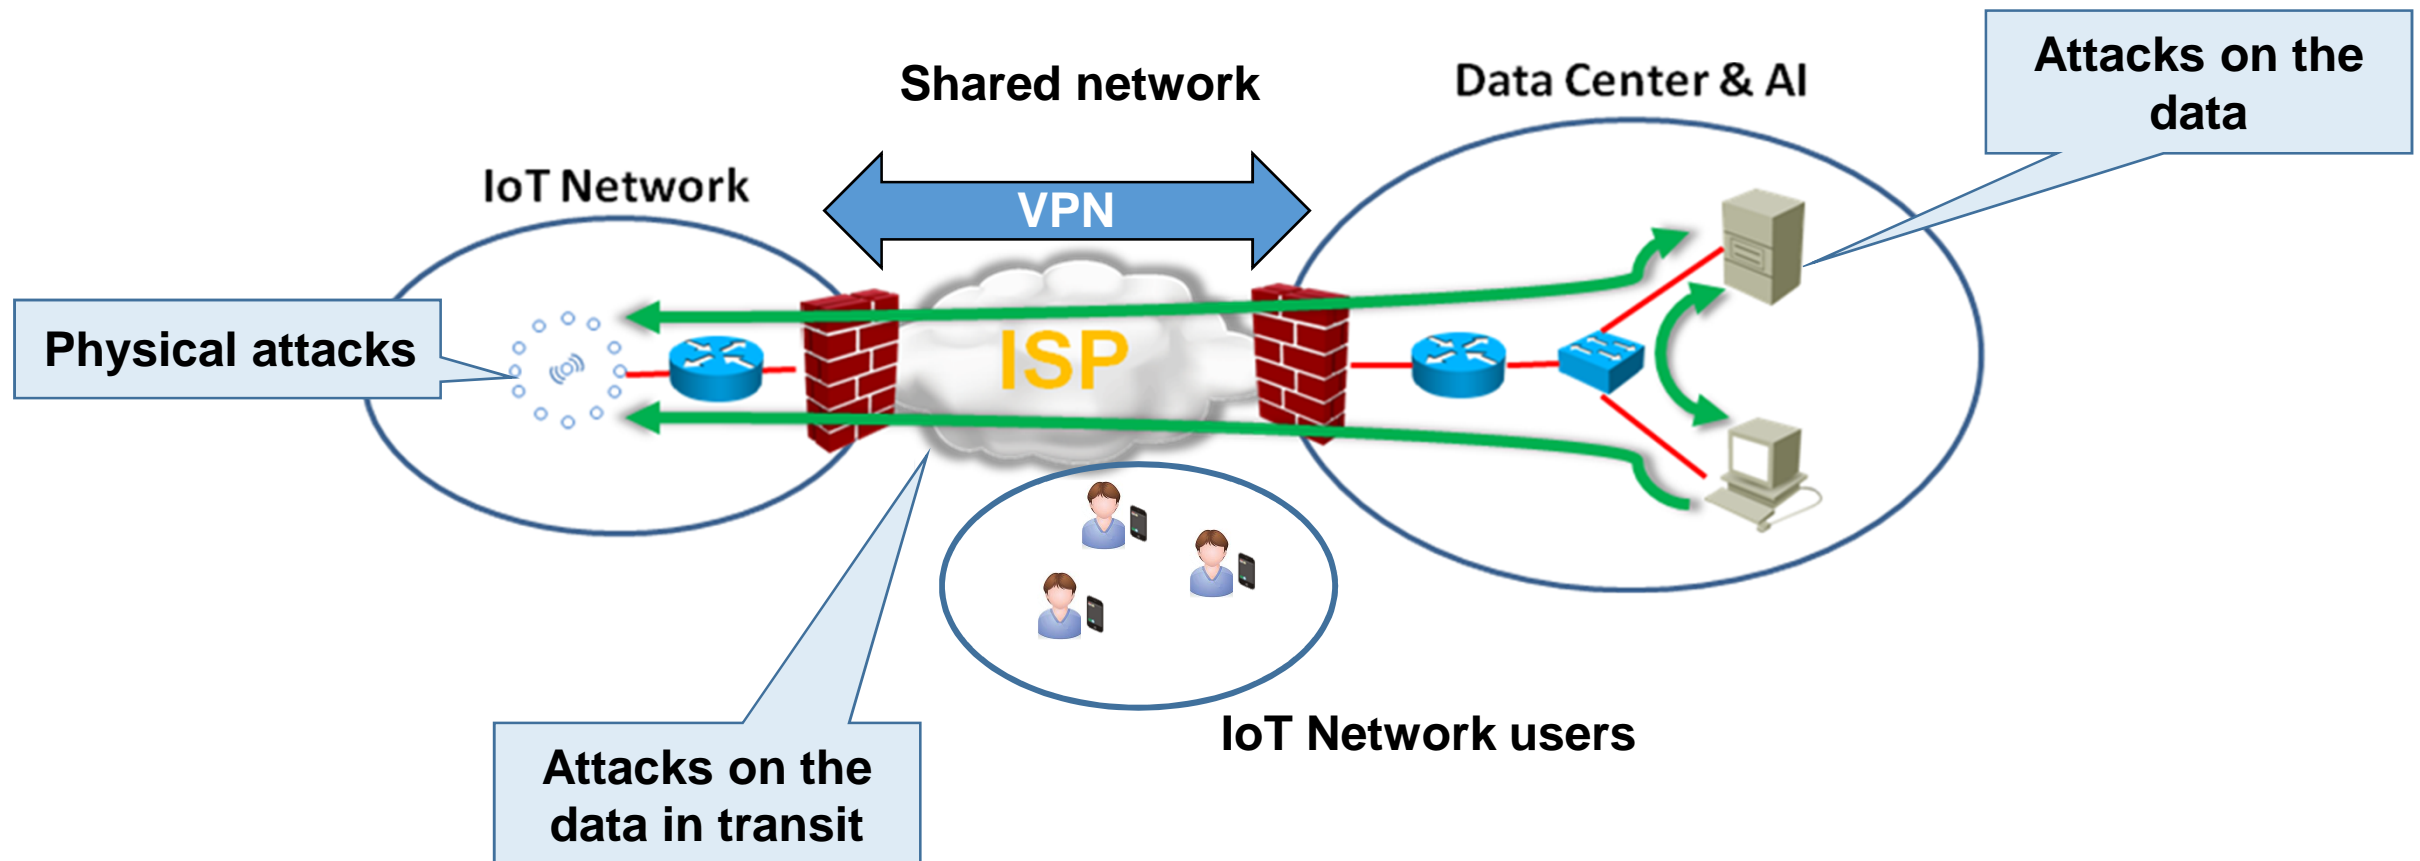 Attacks on the
data
Shared network
Data Center & AI
IoT Network
VPN
Physical attacks
ISP
IoT Network users
Attacks on the
data in transit